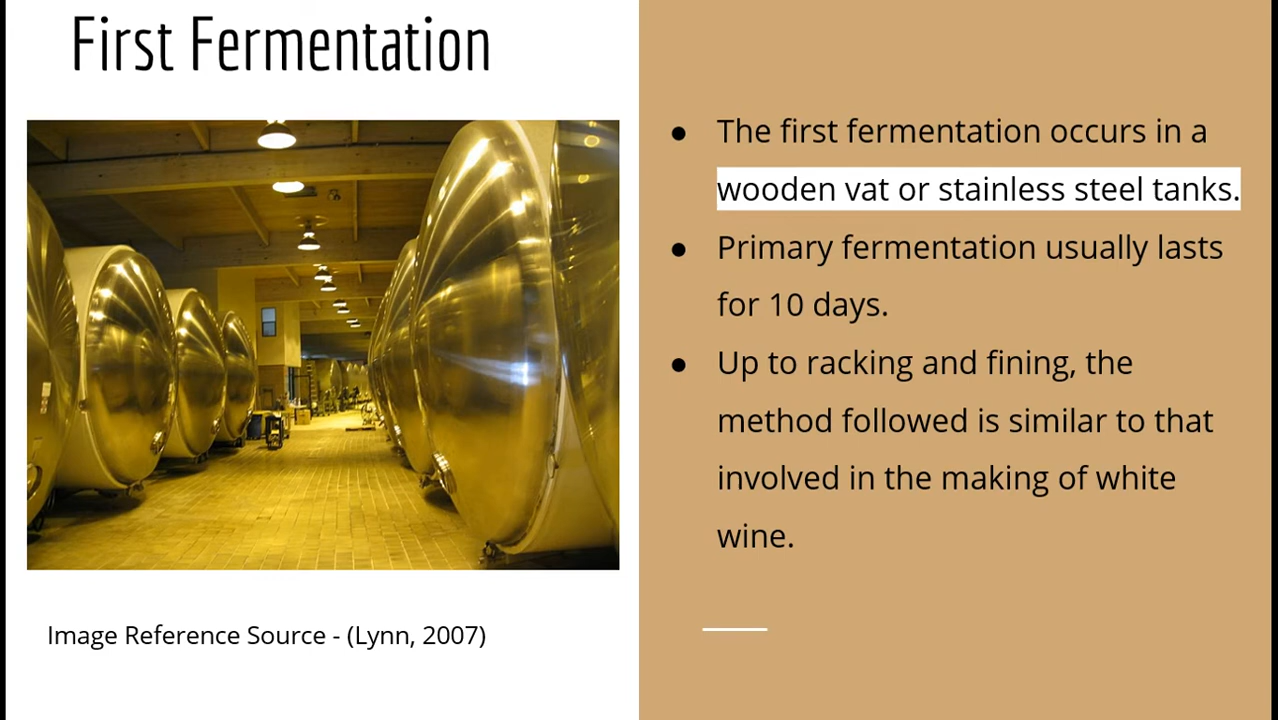 First Fermentation
The first fermentation occurs in a
wooden vat or stainless steel tanks.
Primary fermentation usually lasts
for 10 days.
Up to racking and fining, the
method followed is similar to that
involved in the making of white
wine.
Image Reference Source - (Lynn, 2007)